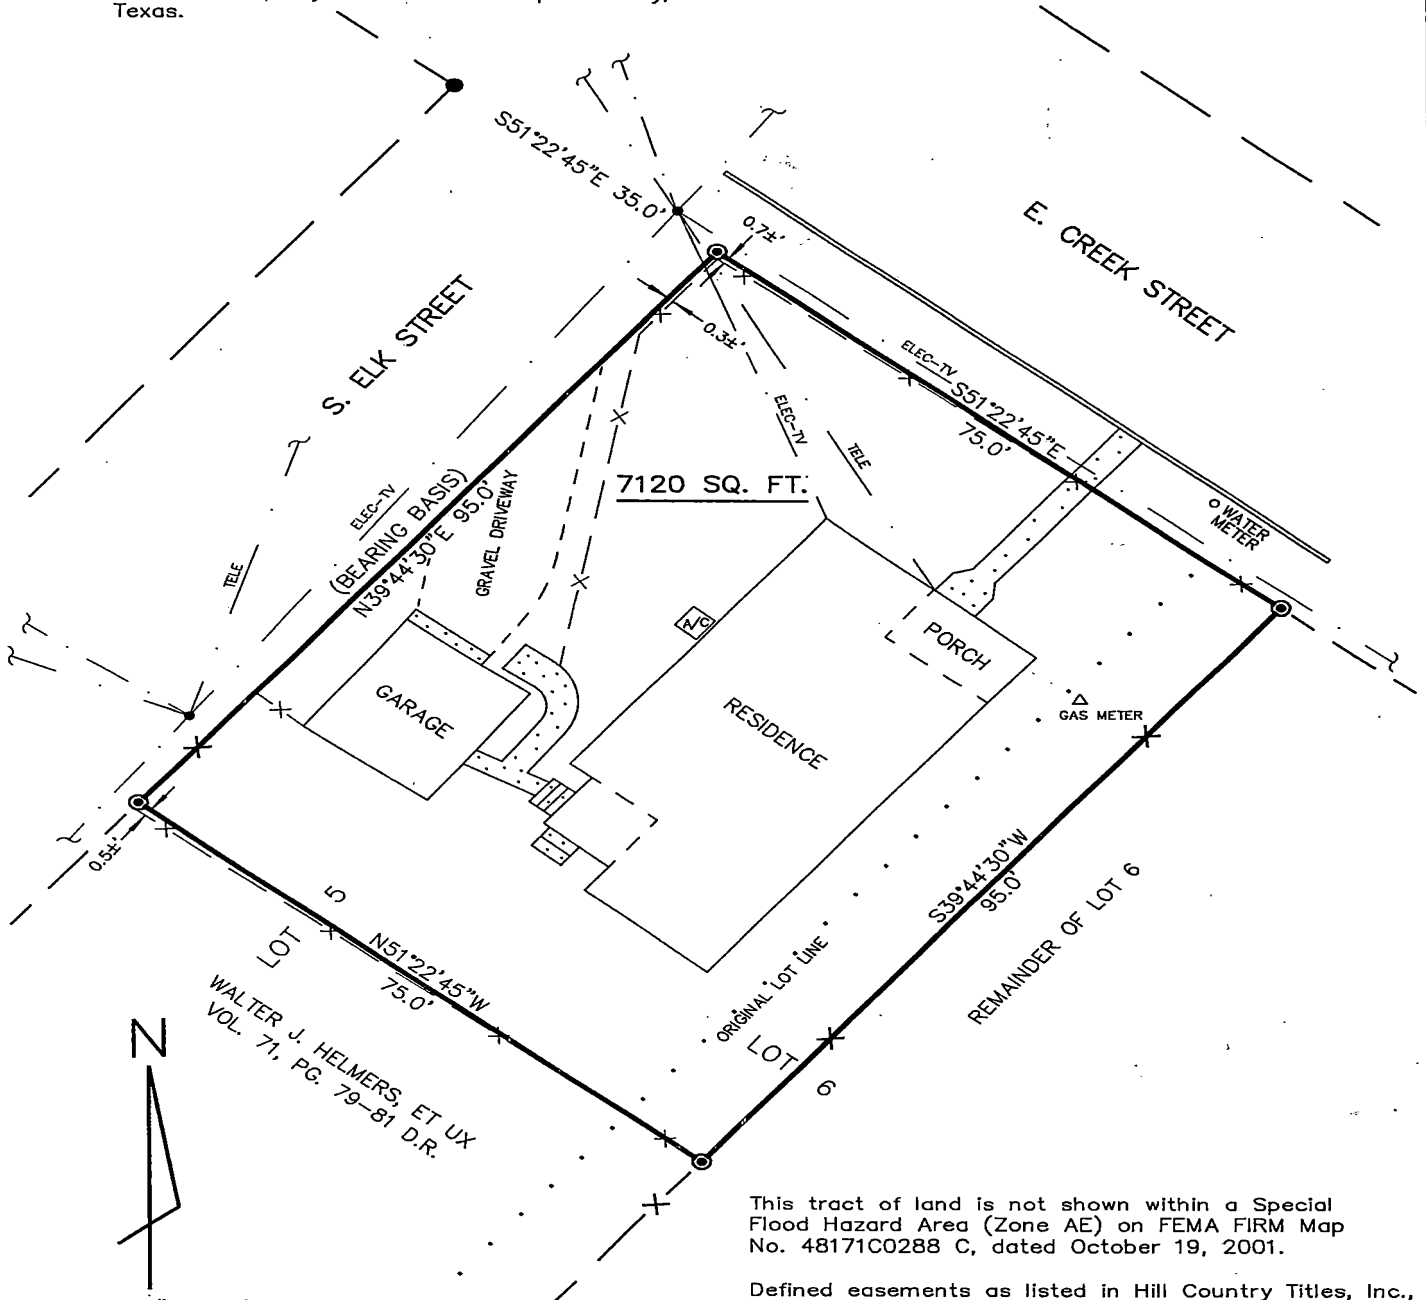 Texas.
S51°22'45"E 35.0'
0.7±'
E. CREEK STREET
S. ELK STREET
0.3±'
ELEC-TV
S51°22'45"E
75.0'
ELEC-TV
TELE
7120 SQ. FT.
ELEC-TV
(BEARING BASIS)
N39°44'30"E 95.0'
GRAVEL DRIVEWAY
WATER
METER
TELE
A/C
PORCH
GARAGE
RESIDENCE
GAS METER
0.5±'
LOT 5
S39°44'30"W
95.0'
REMAINDER OF LOT 6
N51°22'45"W
75.0'
ORIGINAL LOT LINE
LOT 6
WALTER J. HELMERS, ET UX
VOL. 71, PG. 79-81 D.R.
N
This tract of land is not shown within a Special
Flood Hazard Area (Zone AE) on FEMA FIRM Map
No. 48171C0288 C, dated October 19, 2001.
Defined easements as listed in Hill Country Titles, Inc.,